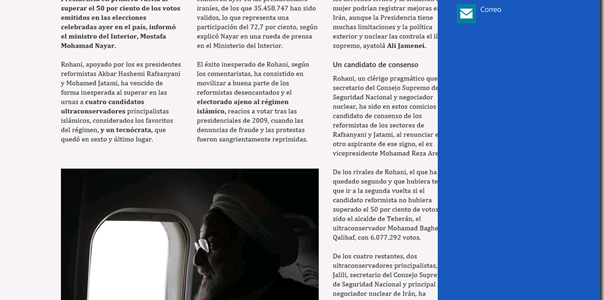 superar el 50 por ciento de los votos
emitidos en las elecciones
celebradas ayer en el país, informó
el ministro del Interior, Mostafa
Mohamad Nayar.
Rohani, apoyado por los ex presidentes
reformistas Akbar Hashemi Rafsanyani
y Mohamed Jatami, ha vencido de
forma inesperada al superar en las
urnas a cuatro candidatos
ultraconservadores principalistas
islámicos, considerados los favoritos
del régimen, y un tecnócrata, que
quedó en sexto y último lugar.
iraníes, de los que 35.458.747 han sido
válidos, lo que representa una
participación del 72,7 por ciento, según
explicó Nayar en una rueda de prensa
en el Ministerio del Interior.
El éxito inesperado de Rohani, según
los comentaristas, ha consistido en
movilizar a buena parte de los
reformistas desencantados y el
electorado ajeno al régimen
islámico, reacios a votar tras las
presidenciales de 2009, cuando las
denuncias de fraude y las protestas
fueron sangrientamente reprimidas.
mujer podrían registrar mejoras e
Irán, aunque la Presidencia tiene
muchas limitaciones y la política
exterior y nuclear las controla el lí
supremo, ayatolá Ali Jamenei.
Un candidato de consenso
Rohani, un clérigo pragmático que
secretario del Consejo Supremo de
Seguridad Nacional y negociador
nuclear, ha sido en estos comicios
candidato de consenso de los
reformistas de los sectores de
Rafsanyani y Jatami, al renunciar e
otro aspirante de ese signo, el ex
vicepresidente Mohamad Reza Are
De los rivales de Rohani, el que ha
quedado segundo y que hubiera te
que ir a la segunda vuelta si el
candidato reformista no hubiera
superado el 50 por ciento de votos
sido el alcalde de Teherán, el
ultraconservador Mohamad Baghe
Qalibaf, con 6.077.292 votos.
De los cuatro restantes, dos
ultraconservadores principalistas,
Jalili, secretario del Consejo Supre
de Seguridad Nacional y principal
negociador nuclear de Irán, ha
Correo